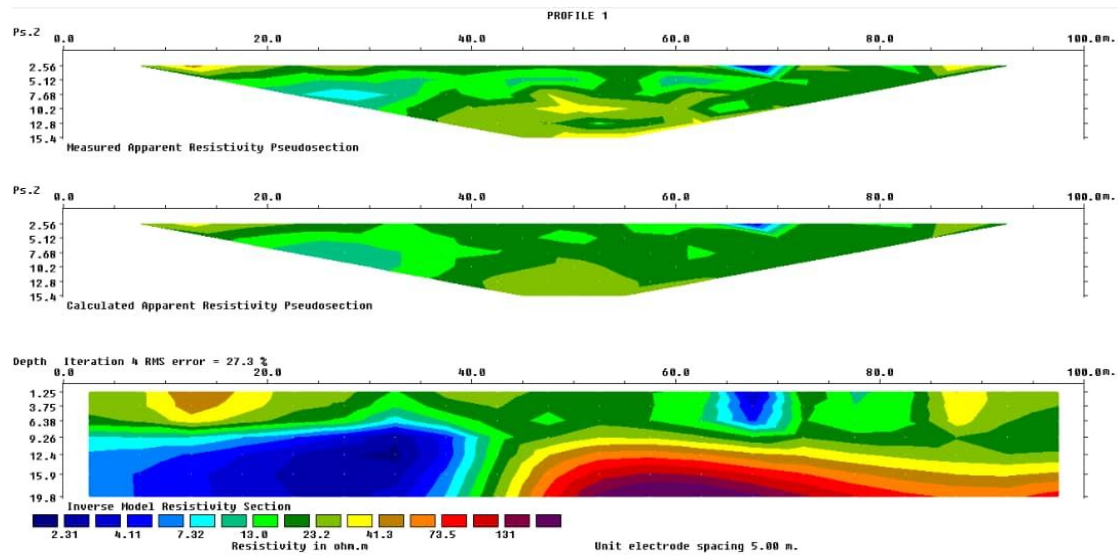 PROFILE 1
Ps.Z 0.0 20.0 40.0 60.0 80.0 100.0 m.
2.56
5.12
7.68
10.2
12.8
15.4
Measured Apparent Resistivity Pseudosection
Ps.Z 0.0 20.0 40.0 60.0 80.0 100.0 m.
2.56
5.12
7.68
10.2
12.8
15.4
Calculated Apparent Resistivity Pseudosection
Depth Iteration 4 RMS error = 27.3 %
0.0 20.0 40.0 60.0 80.0 100.0 m.
1.25
3.75
6.38
9.26
12.4
15.9
19.8
Inverse Model Resistivity Section
2.31 4.11 7.32 13.0 23.2 41.3 73.5 131
Resistivity in ohm.m Unit electrode spacing 5.00 m.